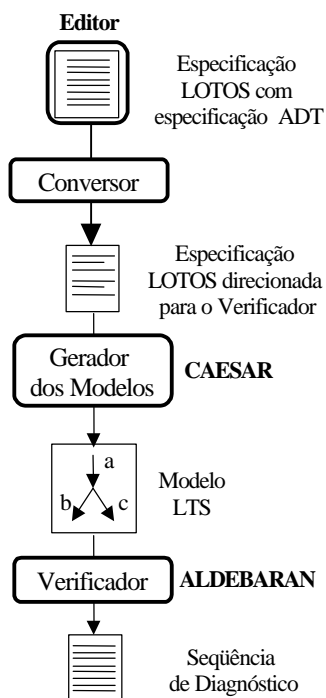 Editor
Especificação
LOTOS com
especificação ADT
Conversor
Especificação
LOTOS direcionada
para o Verificador
Gerador
dos Modelos
CAESAR
a
b
c
Modelo
LTS
Verificador
ALDEBARAN
Seqüência
de Diagnóstico